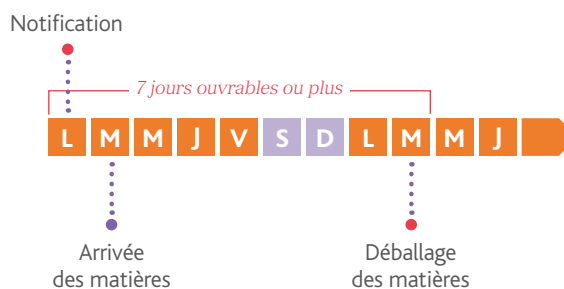 Notification
7 jours ouvrables ou plus
L M M J V S D L M M J
Arrivée
des matières
Déballage
des matières